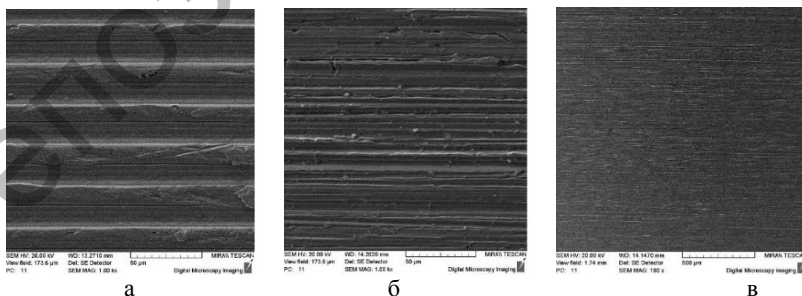 епоз
SEM HV: 20.00 kV WD: 13.2710 mm MIRA\\ TESCAN
View field: 173.6 µm Det: SE Detector 50 µm
PC: 11 SEM MAG: 1.00 kx Digital Microscopy Imaging
SEM HV: 20.00 kV WD: 14.2020 mm MIRA\\ TESCAN
View field: 173.6 µm Det: SE Detector 50 µm
PC: 11 SEM MAG: 1.00 kx Digital Microscopy Imaging
SEM HV: 20.00 kV WD: 14.1470 mm MIRA\\ TESCAN
View field: 1.74 mm Det: SE Detector 500 µm
PC: 11 SEM MAG: 100 x Digital Microscopy Imaging
а б в